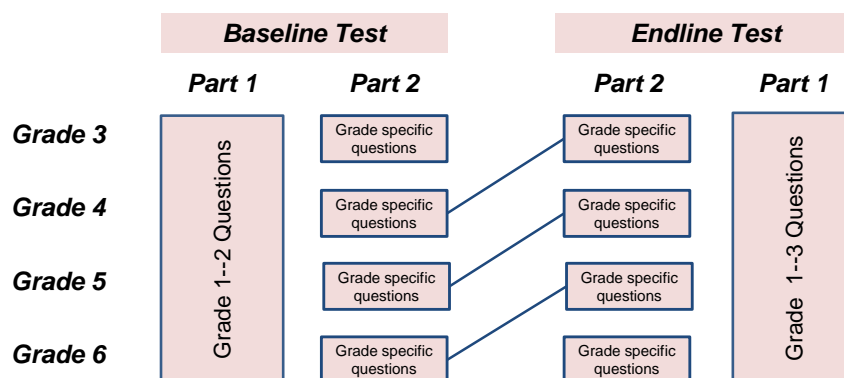 Baseline Test
Endline Test
Part 1
Part 2
Part 2
Part 1
Grade 3
Grade specific
questions
Grade specific
questions
Grade 4
Grade specific
questions
Grade specific
questions
Grade 5
Grade specific
questions
Grade specific
questions
Grade 6
Grade specific
questions
Grade specific
questions
Grade 1--2 Questions
Grade 1--3 Questions